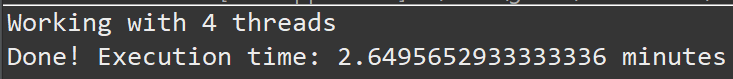 Working with 4 threads
Done! Execution time: 2.6495652933333336 minutes